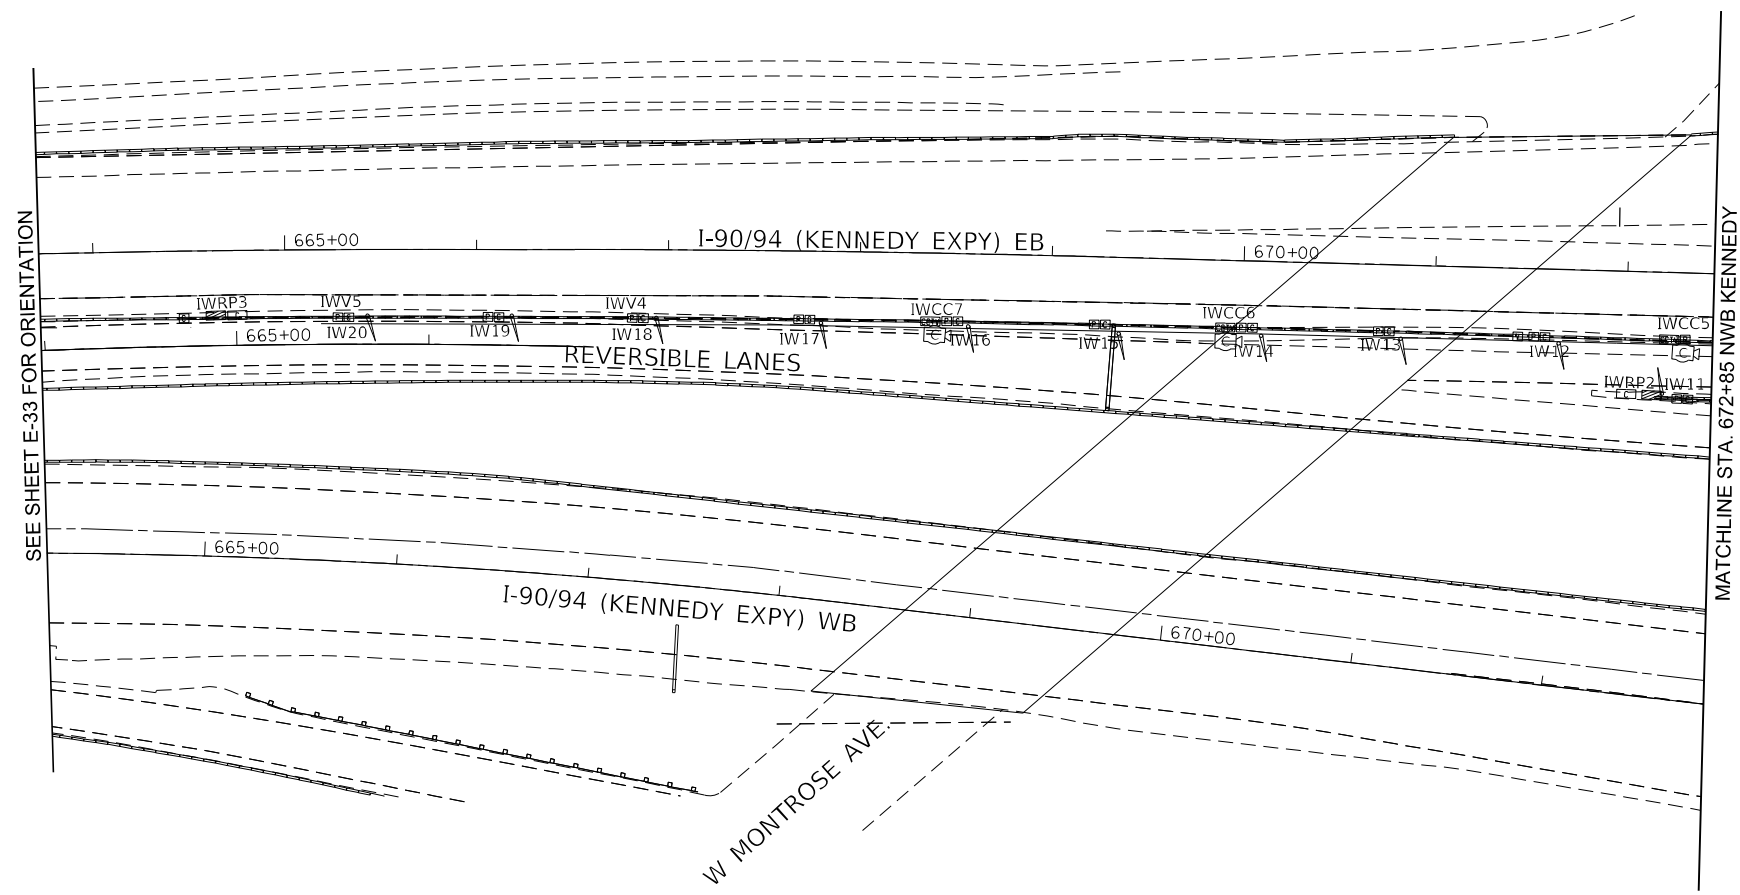 SEE SHEET E-33 FOR ORIENTATION
I-90/94 (KENNEDY EXPY) EB
665+00
670+00
IWRP3
IWV5
IWV4
IWCC7
IWCC6
IWCC5
665+00
IW20
IW19
IW18
IW17
IW16
IW15
IW14
IW13
IW12
C
C
C
REVERSIBLE LANES
IWRP2
IW11
665+00
I-90/94 (KENNEDY EXPY) WB
670+00
W MONTROSE AVE.
MATCHLINE STA. 672+85 NWB KENNEDY